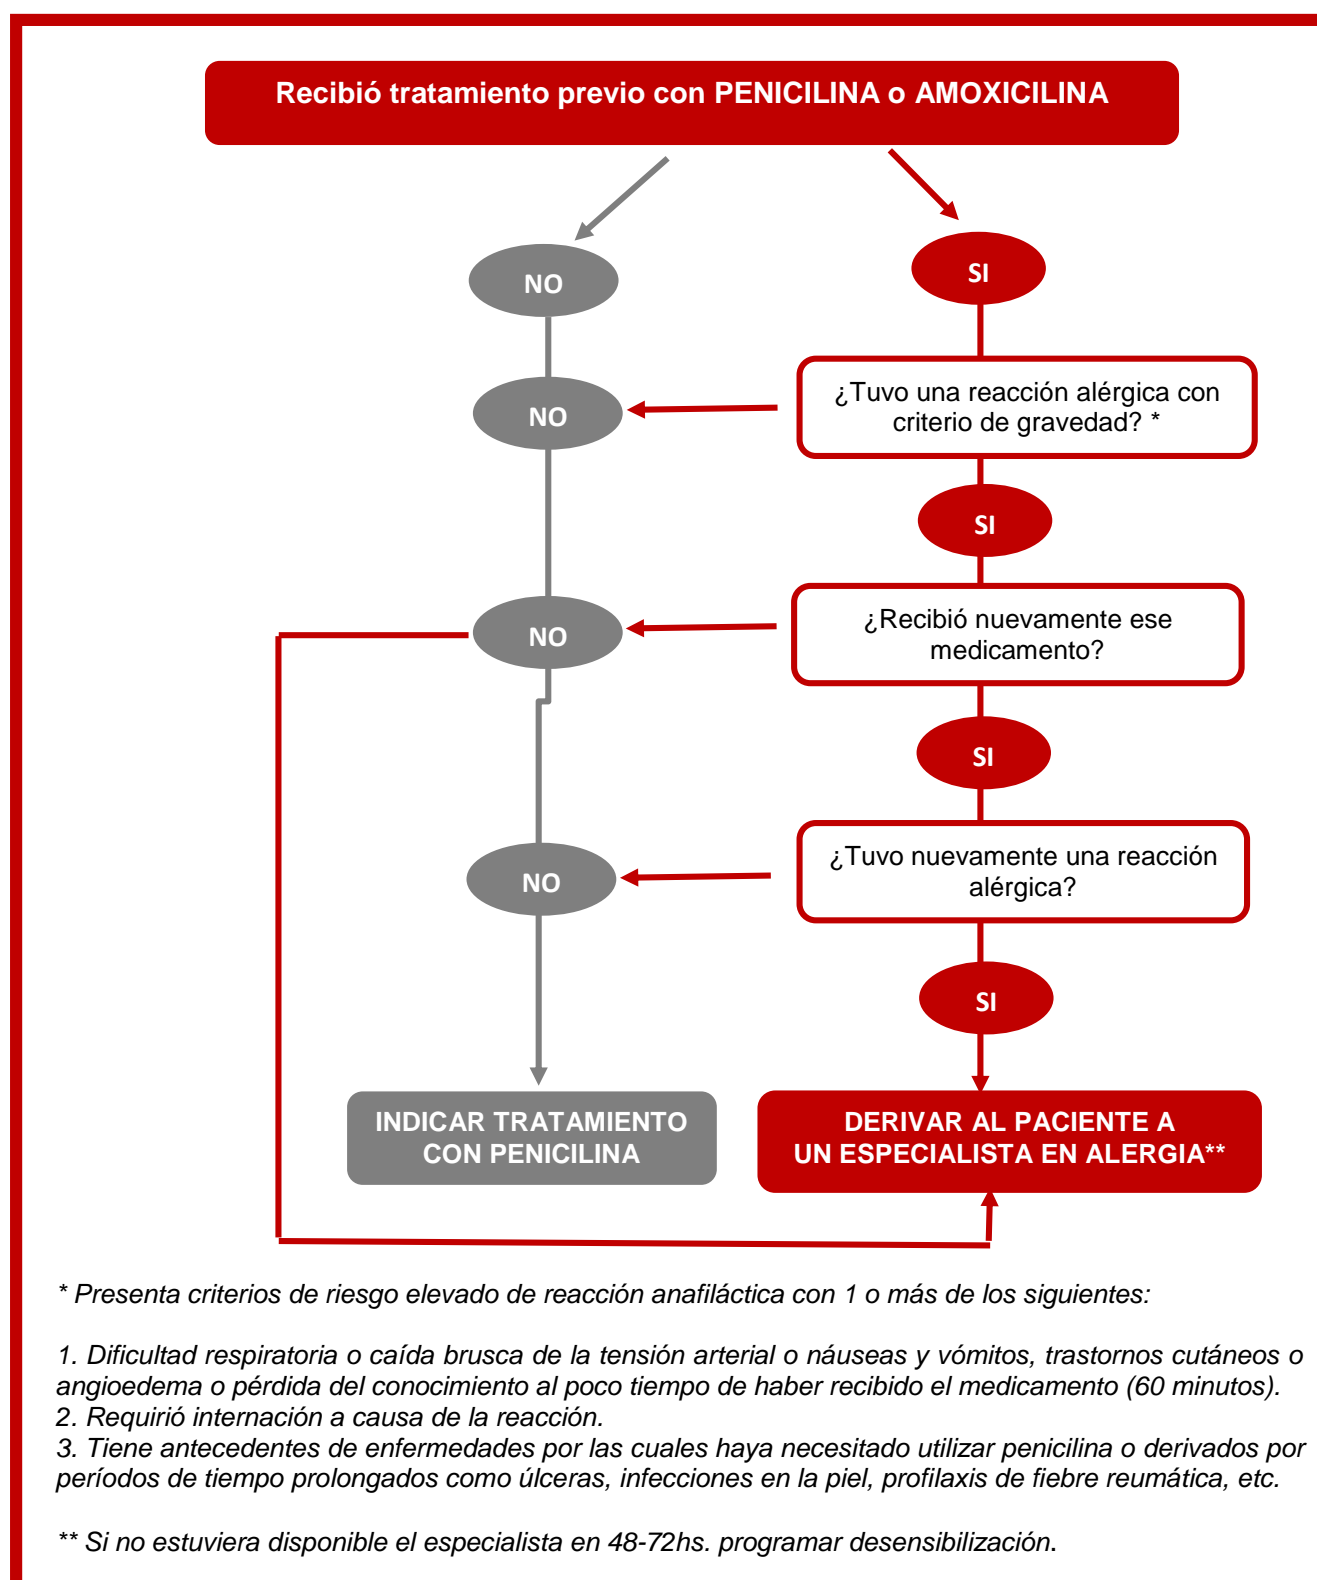 Recibió tratamiento previo con PENICILINA o AMOXICILINA
NO
SI
¿Tuvo una reacción alérgica con
criterio de gravedad? *
NO
SI
¿Recibió nuevamente ese
medicamento?
NO
SI
¿Tuvo nuevamente una reacción
alérgica?
NO
SI
INDICAR TRATAMIENTO
CON PENICILINA
DERIVAR AL PACIENTE A
UN ESPECIALISTA EN ALERGIA**
* Presenta criterios de riesgo elevado de reacción anafiláctica con 1 o más de los siguientes:
1. Dificultad respiratoria o caída brusca de la tensión arterial o náuseas y vómitos, trastornos cutáneos o
angioedema o pérdida del conocimiento al poco tiempo de haber recibido el medicamento (60 minutos).
2. Requirió internación a causa de la reacción.
3. Tiene antecedentes de enfermedades por las cuales haya necesitado utilizar penicilina o derivados por
períodos de tiempo prolongados como úlceras, infecciones en la piel, profilaxis de fiebre reumática, etc.
** Si no estuviera disponible el especialista en 48-72hs. programar desensibilización.